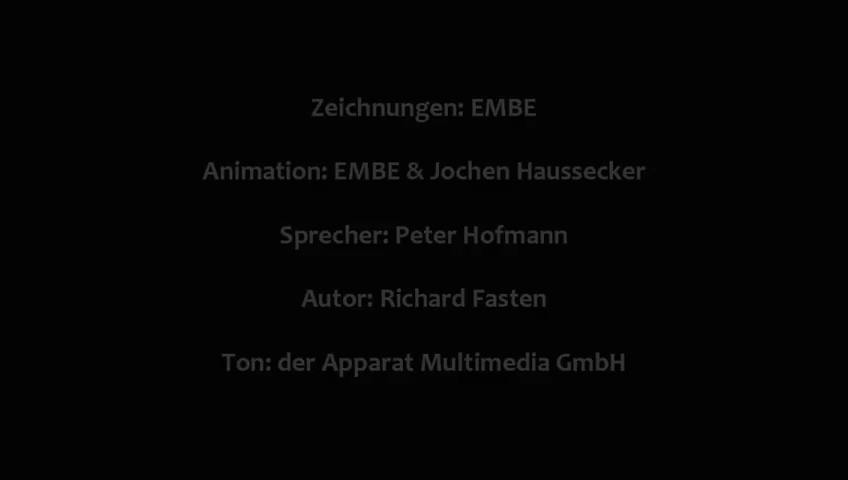 Zeichnungen: EMBE
Animation: EMBE & Jochen Haussecker
Sprecher: Peter Hofmann
Autor: Richard Fasten
Ton: der Apparat Multimedia GmbH